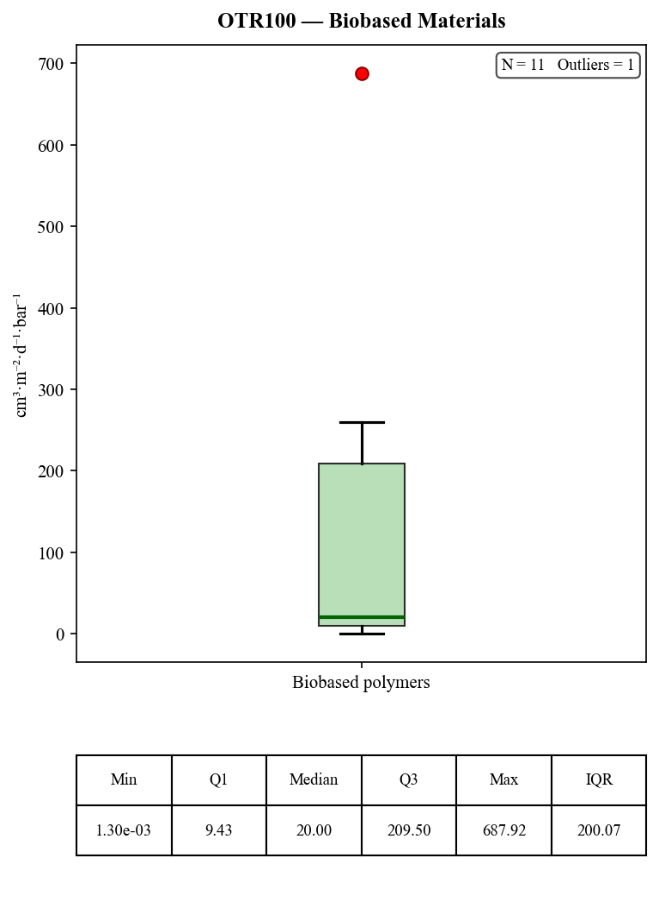 OTR100 — Biobased Materials
N = 11 Outliers = 1
700
600
500
400
300
200
100
0
cm³·m⁻²·d⁻¹·bar⁻¹
Biobased polymers
Min Q1 Median Q3 Max IQR
1.30e-03 9.43 20.00 209.50 687.92 200.07